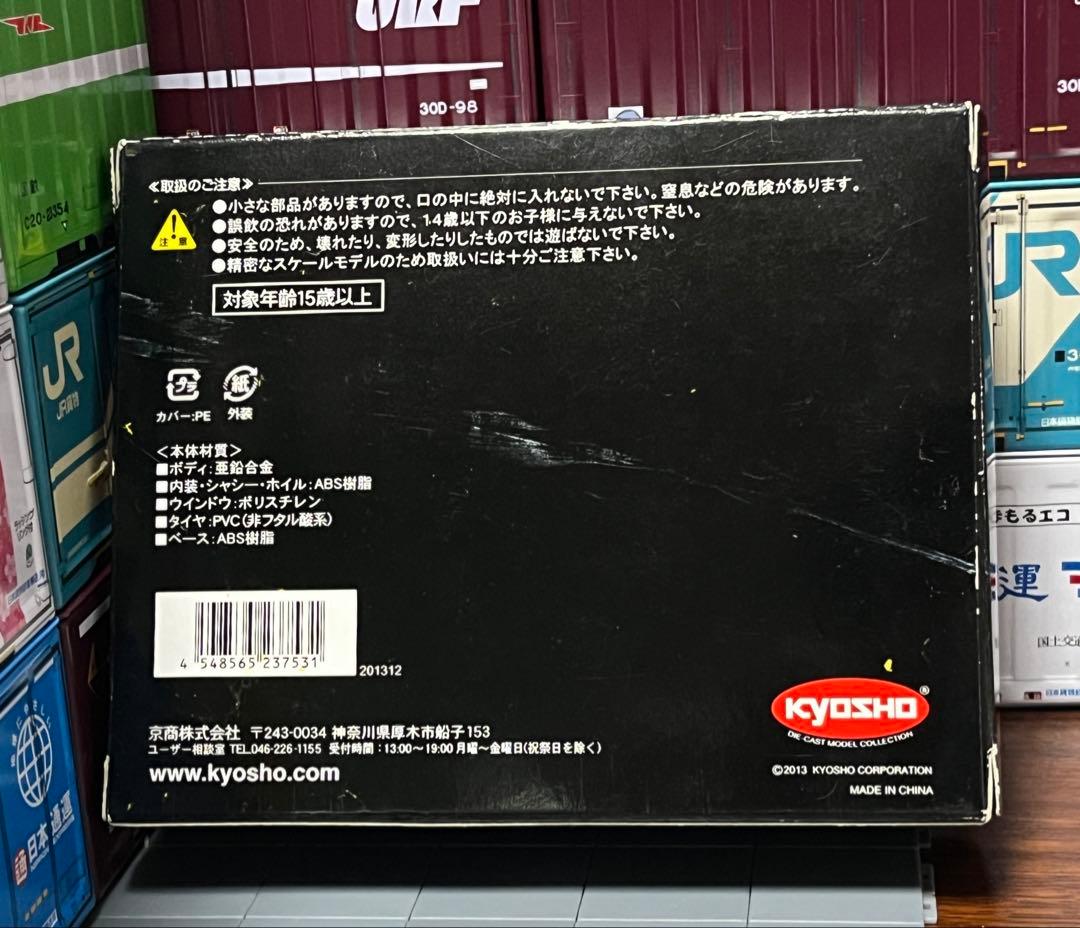 30D-98
C20-2354
JR
JR貨物
≪取扱のご注意≫
注意
●小さな部品がありますので、口の中に絶対に入れないで下さい。窒息などの危険があります。
●誤飲の恐れがありますので、1.4歳以下のお子様に与えないで下さい。
●安全のため、壊れたり、変形したりしたものでは遊ばないで下さい。
●精密なスケールモデルのため取扱いには十分ご注意下さい。
対象年齢15歳以上
プラ 紙
カバー:PE 外装
＜本体材質＞
■ボディ:亜鉛合金
■内装・シャシー・ホイル:ABS樹脂
■ウインドウ:ポリスチレン
■タイヤ:PVC(非フタル酸系)
■ベース:ABS樹脂
4 548565 237531
201312
京商株式会社 〒243-0034 神奈川県厚木市船子153
ユーザー相談室 TEL.046-226-1155 受付時間:13:00〜19:00 月曜〜金曜日(祝祭日を除く)
www.kyosho.com
KYOSHO®
DIE-CAST MODEL COLLECTION
©2013 KYOSHO CORPORATION
MADE IN CHINA
JR
もるエコ
運
国土交通
日本通運